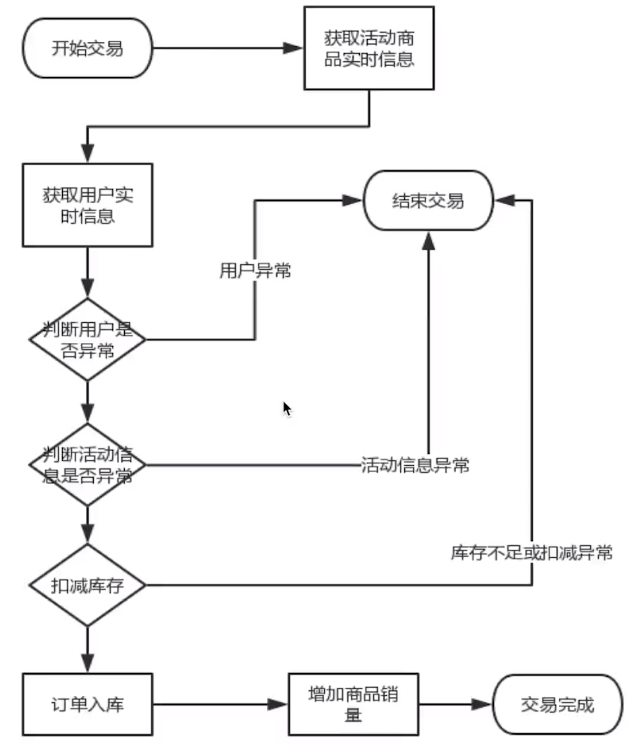 开始交易
获取活动商
品实时信息
获取用户实
时信息
结束交易
用户异常
判断用户是
否异常
判断活动信
息是否异常
活动信息异常
库存不足或扣减异常
扣减库存
订单入库
增加商品销
量
交易完成